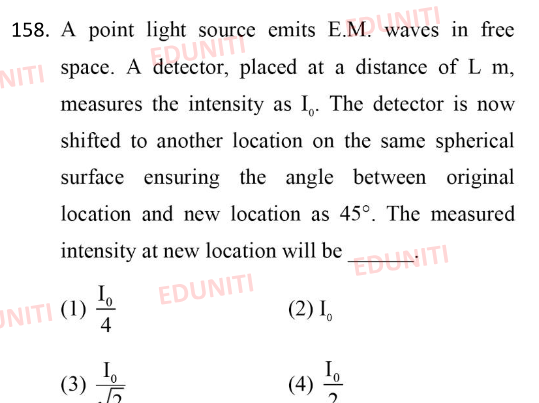 158. A point light source emits E.M. waves in free
space. A detector, placed at a distance of L m,
measures the intensity as I₀. The detector is now
shifted to another location on the same spherical
surface ensuring the angle between original
location and new location as 45°. The measured
intensity at new location will be ______.
(1) I₀/4 (2) I₀
(3) I₀/√2 (4) I₀/2
EDUNITI
EDUNITI
NITI
EDUNITI
EDUNITI
UNITI